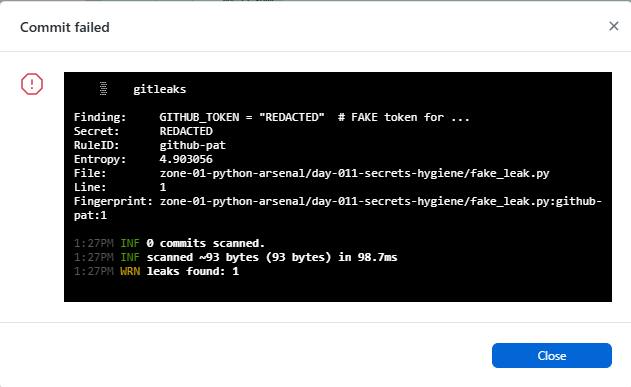 Commit failed
gitleaks
Finding:     GITHUB_TOKEN = "REDACTED"  # FAKE token for ...
Secret:      REDACTED
RuleID:      github-pat
Entropy:     4.903056
File:        zone-01-python-arsenal/day-011-secrets-hygiene/fake_leak.py
Line:        1
Fingerprint: zone-01-python-arsenal/day-011-secrets-hygiene/fake_leak.py:github-
pat:1
1:27PM INF 0 commits scanned.
1:27PM INF scanned ~93 bytes (93 bytes) in 98.7ms
1:27PM WRN leaks found: 1
Close